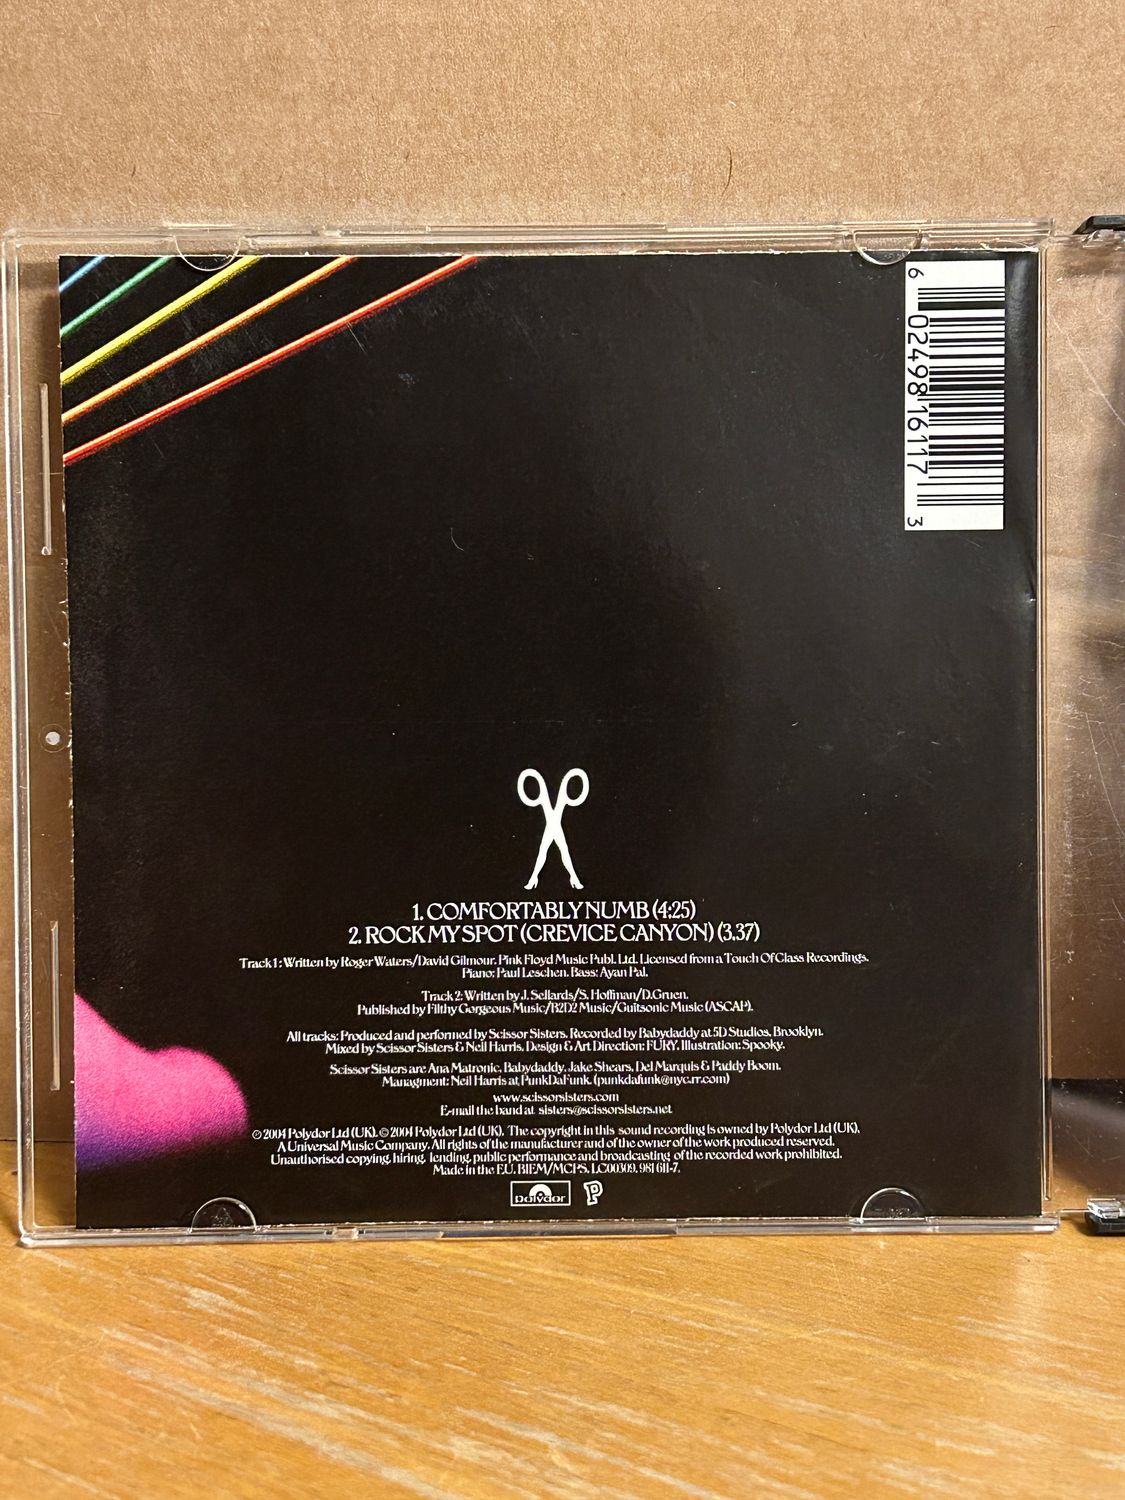 6 02498 16117 3
1. COMFORTABLY NUMB (4:25)
2. ROCK MY SPOT (CREVICE CANYON) (3.37)
Track 1: Written by Roger Waters/David Gilmour. Pink Floyd Music Publ. Ltd. Licensed from a Touch Of Class Recordings.
Piano: Paul Leschen. Bass: Ayan Pal.
Track 2: Written by J. Sellards/S. Hoffman/D.Gruen.
Published by Filthy Gorgeous Music/B2D2 Music/Guitsonic Music (ASCAP).
All tracks: Produced and performed by Scissor Sisters. Recorded by Babydaddy at 5D Studios, Brooklyn.
Mixed by Scissor Sisters & Neil Harris. Design & Art Direction: FURY. Illustration: Spooky.
Scissor Sisters are Ana Matronic, Babydaddy, Jake Shears, Del Marquis & Paddy Boom.
Managment: Neil Harris at PunkDaFunk. (punkdafunk@nyc.rr.com)
www.scissorsisters.com
E-mail the band at sisters@scissorsisters.net
℗ 2004 Polydor Ltd (UK). © 2004 Polydor Ltd (UK). The copyright in this sound recording is owned by Polydor Ltd (UK).
A Universal Music Company. All rights of the manufacturer and of the owner of the work produced reserved.
Unauthorised copying, hiring, lending, public performance and broadcasting of the recorded work prohibited.
Made in the E.U. BIEM/MCPS. LC00309. 981 611-7.
polydor P